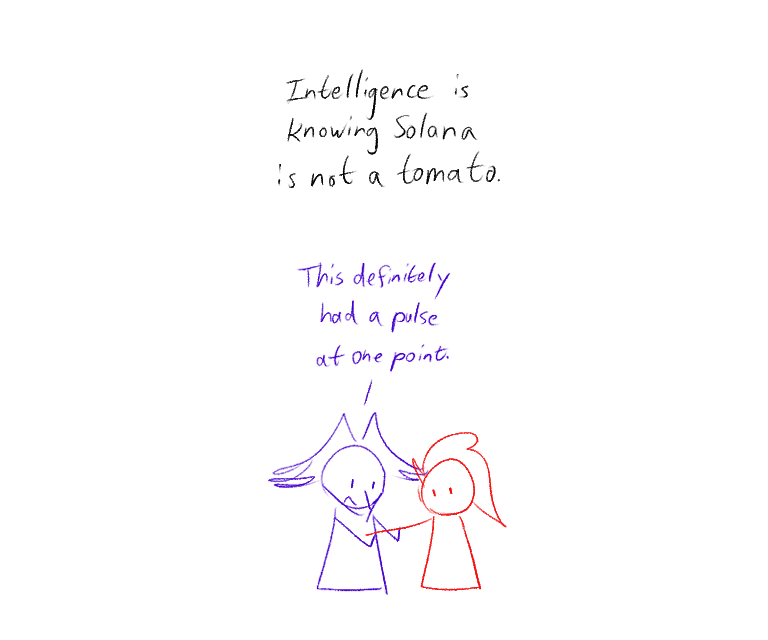 Intelligence is
knowing Solana
is not a tomato.
This definitely
had a pulse
at one point.